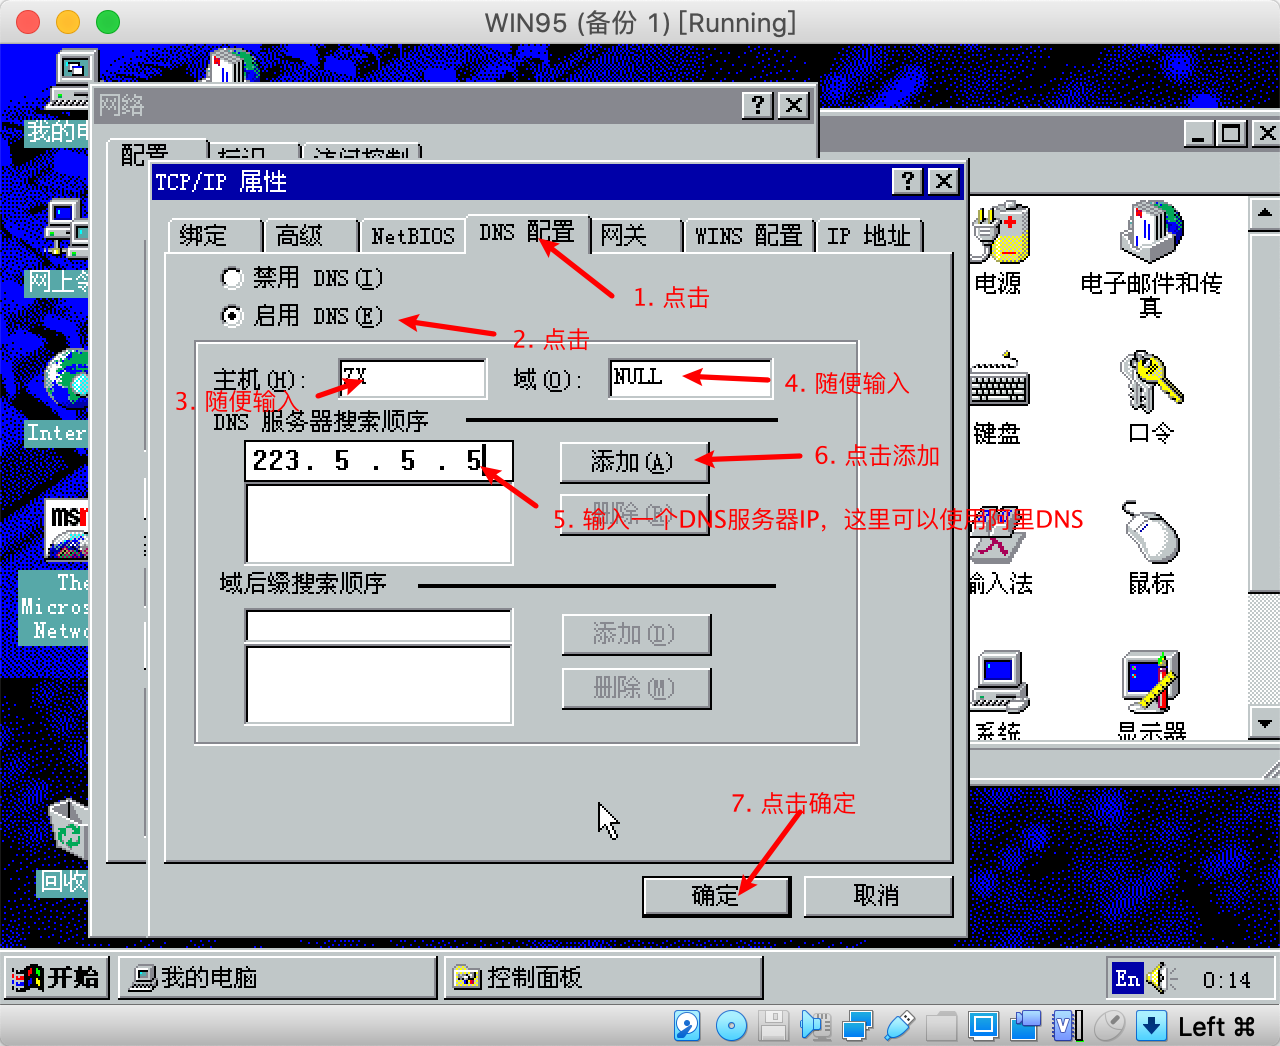 WIN95 (备份 1) [Running]
我的电
网络
配置
标识
访问控制
TCP/IP 属性
绑定
高级
NetBIOS
DNS 配置
网关
WINS 配置
IP 地址
禁用 DNS(I)
1. 点击
启用 DNS(E)
2. 点击
主机(H):
ZX
域(O):
NULL
3. 随便输入
4. 随便输入
DNS 服务器搜索顺序
223. 5 . 5 . 5
添加(A)
6. 点击添加
删除(R)
5. 输入一个DNS服务器IP，这里可以使用阿里DNS
域后缀搜索顺序
添加(D)
删除(M)
7. 点击确定
确定
取消
网上邻
Inter
msn
The
Micros
Netwo
回收
电源
电子邮件和传
真
键盘
口令
输入法
鼠标
系统
显示器
开始
我的电脑
控制面板
En
0:14
Left ⌘